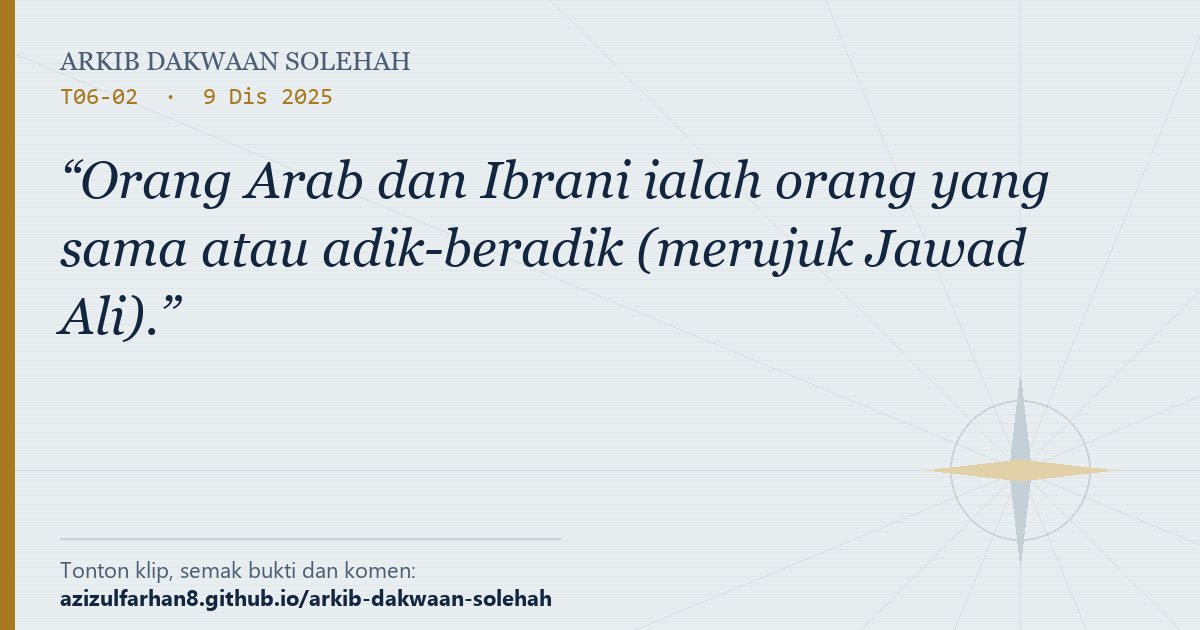 ARKIB DAKWAAN SOLEHAH
T06-02 · 9 Dis 2025
“Orang Arab dan Ibrani ialah orang yang
sama atau adik-beradik (merujuk Jawad
Ali).”
Tonton klip, semak bukti dan komen:
azizulfarhan8.github.io/arkib-dakwaan-solehah